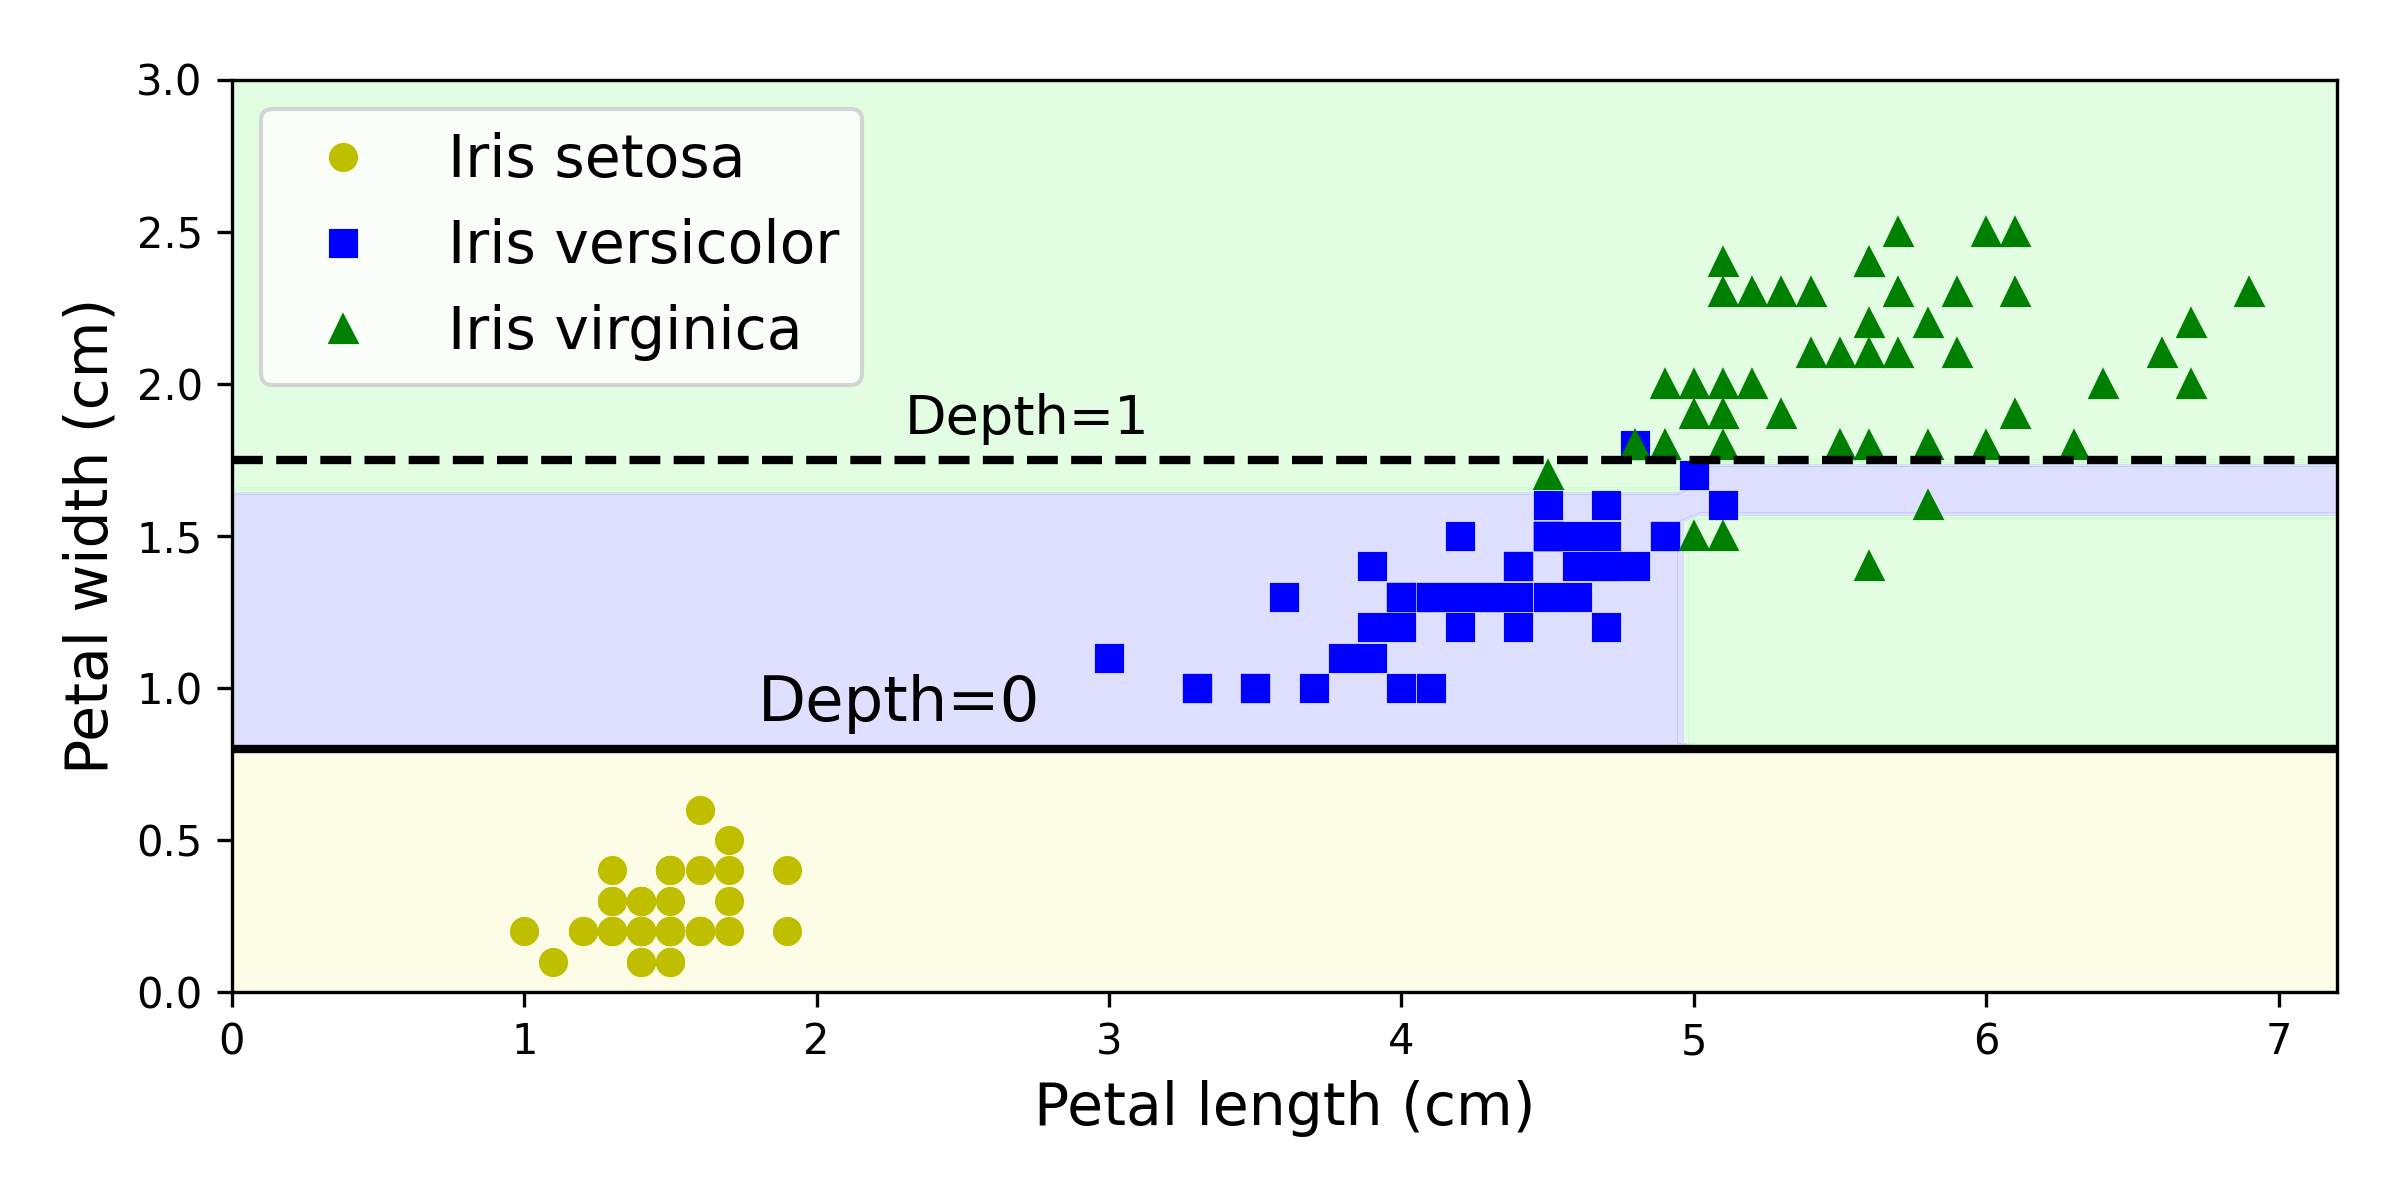 3.0
2.5
2.0
1.5
1.0
0.5
0.0
Petal width (cm)
Iris setosa
Iris versicolor
Iris virginica
Depth=1
Depth=0
0 1 2 3 4 5 6 7
Petal length (cm)